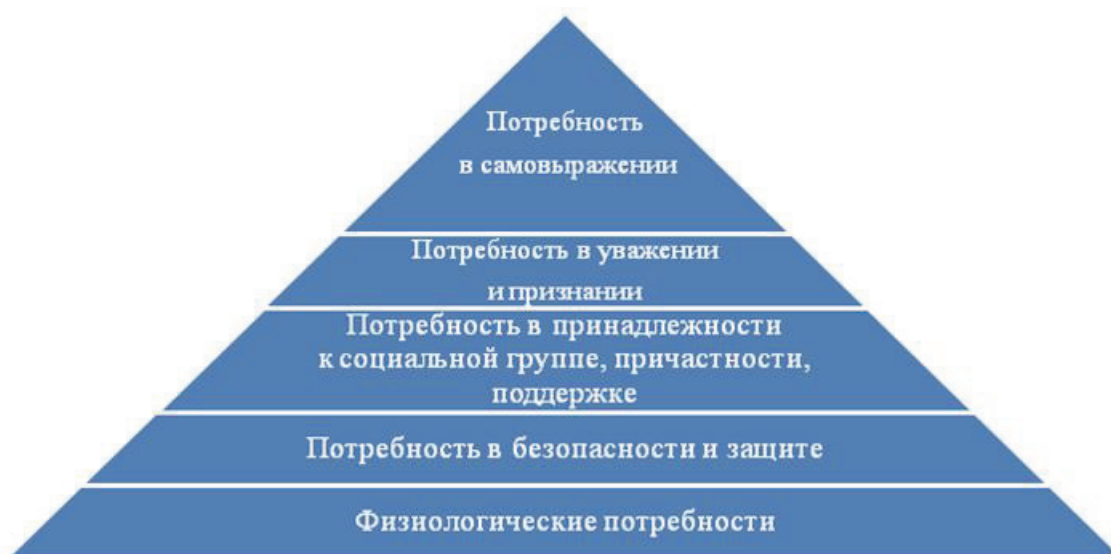 Потребность
в самовыражении
Потребность в уважении
и признании
Потребность в принадлежности
к социальной группе, причастности,
поддержке
Потребность в безопасности и защите
Физиологические потребности